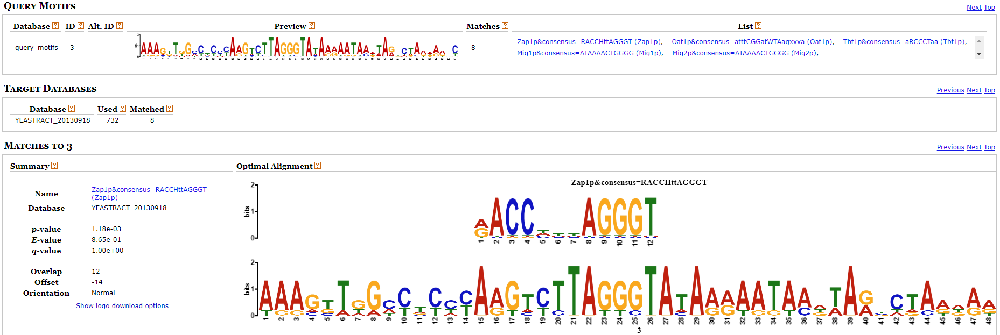 QUERY MOTIFS
Next Top
Database ? ID ? Alt. ID ? Preview ? Matches ? List ?
query_motifs 3 8 Zap1p&consensus=RACCHttAGGGT (Zap1p), Oaf1p&consensus=atttCGGatWTAagxxxa (Oaf1p), Tbf1p&consensus=aRCCCTaa (Tbf1p),
Mig1p&consensus=ATAAAACTGGGG (Mig1p), Mig2p&consensus=ATAAAACTGGGG (Mig2p),
TARGET DATABASES
Previous Next Top
Database ? Used ? Matched ?
YEASTRACT_20130918 732 8
MATCHES TO 3
Previous Next Top
Summary ?
Name Zap1p&consensus=RACCHttAGGGT
(Zap1p)
Database YEASTRACT_20130918
p-value 1.18e-03
E-value 8.65e-01
q-value 1.00e+00
Overlap 12
Offset -14
Orientation Normal
Show logo download options
Optimal Alignment ?
Zap1p&consensus=RACCHttAGGGT
2
bits
1
0
1 2 3 4 5 6 7 8 9 10 11 12
2
bits
1
0
1 2 3 4 5 6 7 8 9 10 11 12 13 14 15 16 17 18 19 20 21 22 23 24 25 26 27 28 29 30 31 32 33 34 35 36 37 38 39 40 41 42 43 44 45 46 47 48
3